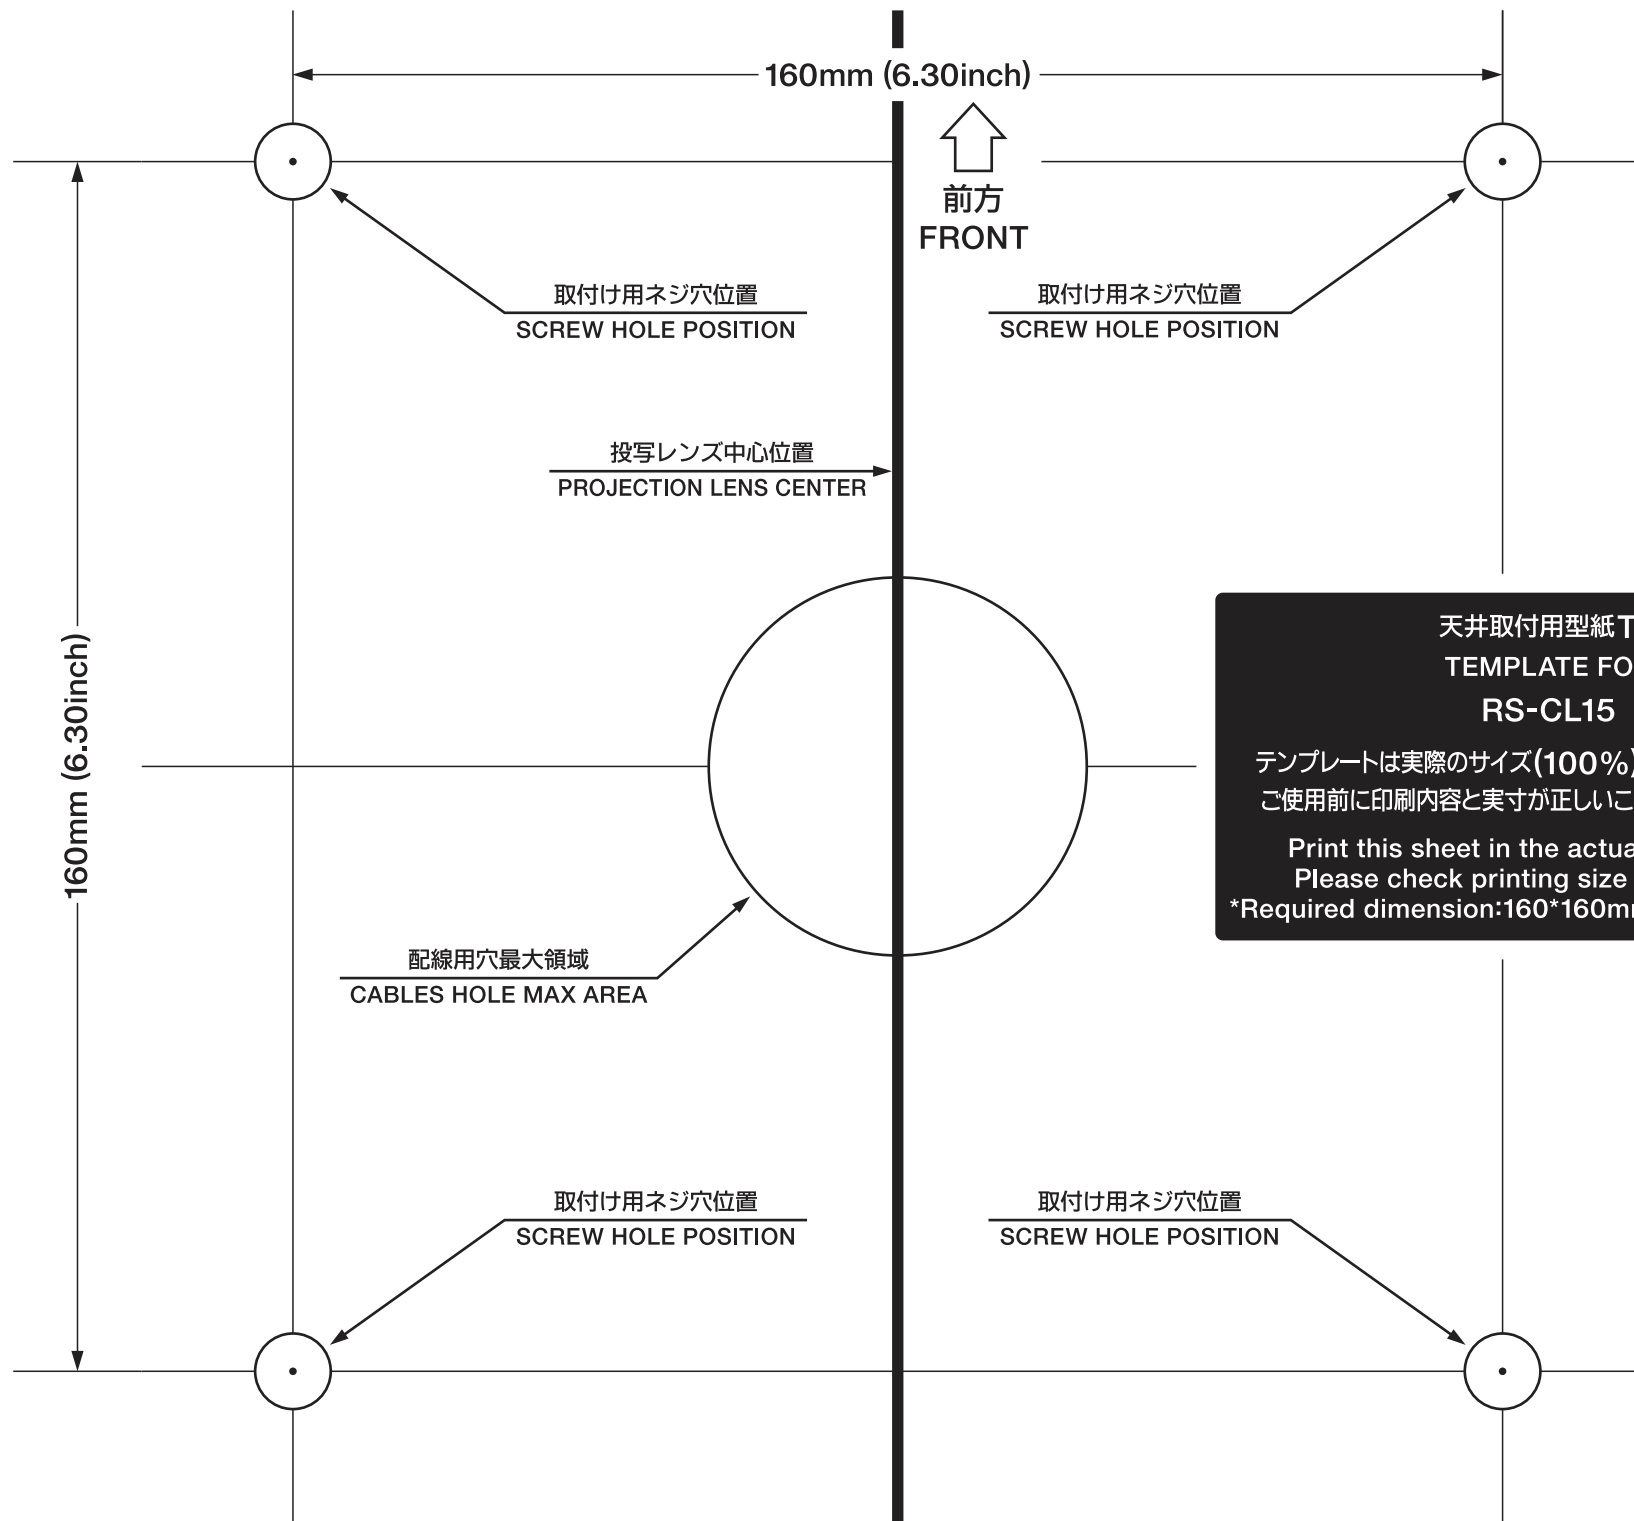 160mm (6.30inch)
前方
FRONT
取付け用ネジ穴位置
SCREW HOLE POSITION
取付け用ネジ穴位置
SCREW HOLE POSITION
投写レンズ中心位置
PROJECTION LENS CENTER
160mm (6.30inch)
天井取付用型紙T
TEMPLATE FO
RS-CL15
テンプレートは実際のサイズ(100%)
ご使用前に印刷内容と実寸が正しいこ
Print this sheet in the actua
Please check printing size
*Required dimension:160*160mm
配線用穴最大領域
CABLES HOLE MAX AREA
取付け用ネジ穴位置
SCREW HOLE POSITION
取付け用ネジ穴位置
SCREW HOLE POSITION